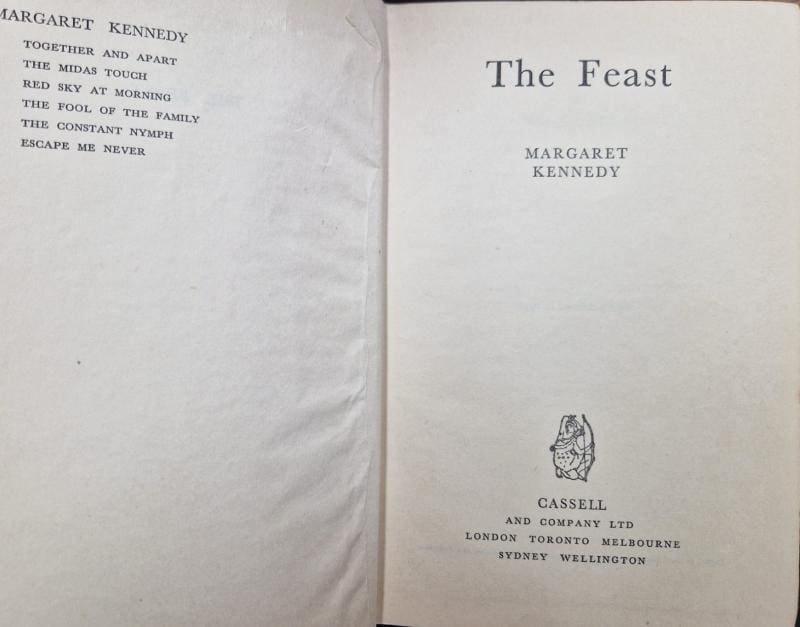 MARGARET KENNEDY
TOGETHER AND APART
THE MIDAS TOUCH
RED SKY AT MORNING
THE FOOL OF THE FAMILY
THE CONSTANT NYMPH
ESCAPE ME NEVER
The Feast
MARGARET
KENNEDY
CASSELL
AND COMPANY LTD
LONDON TORONTO MELBOURNE
SYDNEY WELLINGTON